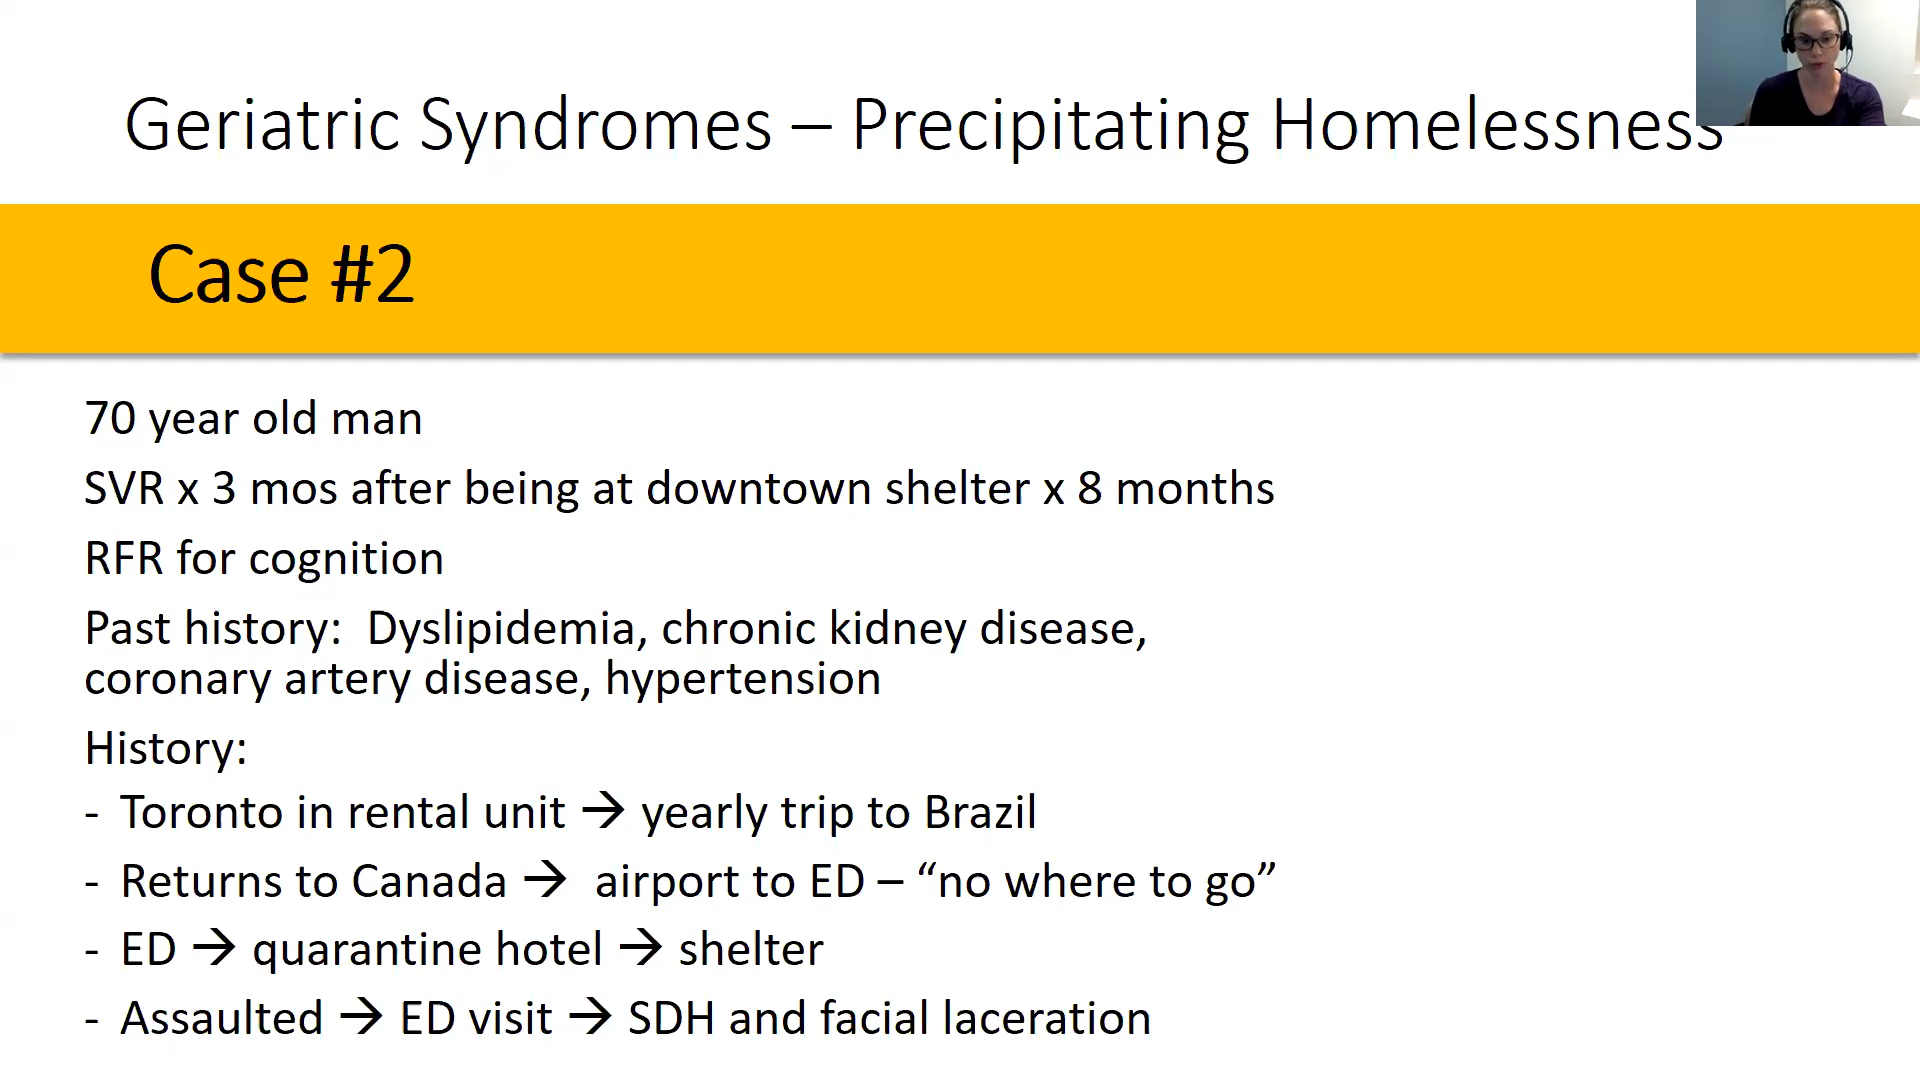 Geriatric Syndromes – Precipitating Homelessness
Case #2
70 year old man
SVR x 3 mos after being at downtown shelter x 8 months
RFR for cognition
Past history:  Dyslipidemia, chronic kidney disease,
coronary artery disease, hypertension
History:
- Toronto in rental unit → yearly trip to Brazil
- Returns to Canada →  airport to ED – “no where to go”
- ED → quarantine hotel → shelter
- Assaulted → ED visit → SDH and facial laceration